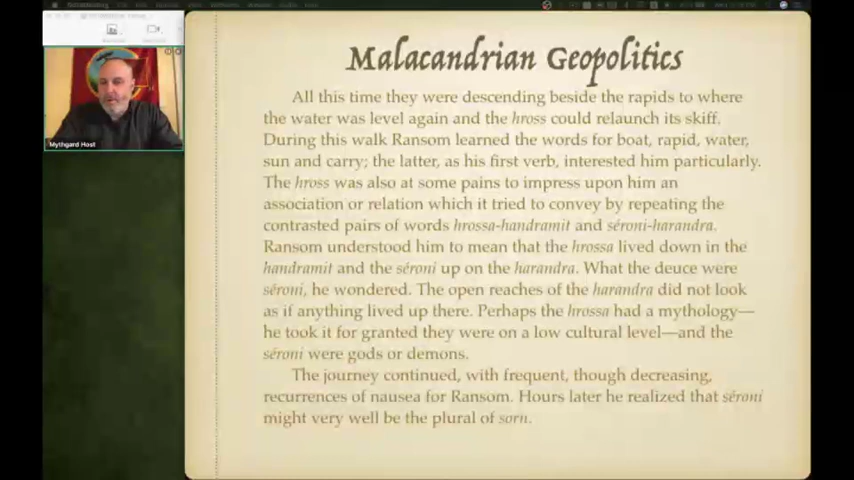 Malacandrian Geopolitics
All this time they were descending beside the rapids to where
the water was level again and the hross could relaunch its skiff.
During this walk Ransom learned the words for boat, rapid, water,
sun and carry; the latter, as his first verb, interested him particularly.
The hross was also at some pains to impress upon him an
association or relation which it tried to convey by repeating the
contrasted pairs of words hrossa-handramit and séroni-harandra.
Ransom understood him to mean that the hrossa lived down in the
handramit and the séroni up on the harandra. What the deuce were
séroni, he wondered. The open reaches of the harandra did not look
as if anything lived up there. Perhaps the hrossa had a mythology—
he took it for granted they were on a low cultural level—and the
séroni were gods or demons.
The journey continued, with frequent, though decreasing,
recurrences of nausea for Ransom. Hours later he realized that séroni
might very well be the plural of sorn.
Mythgard Host